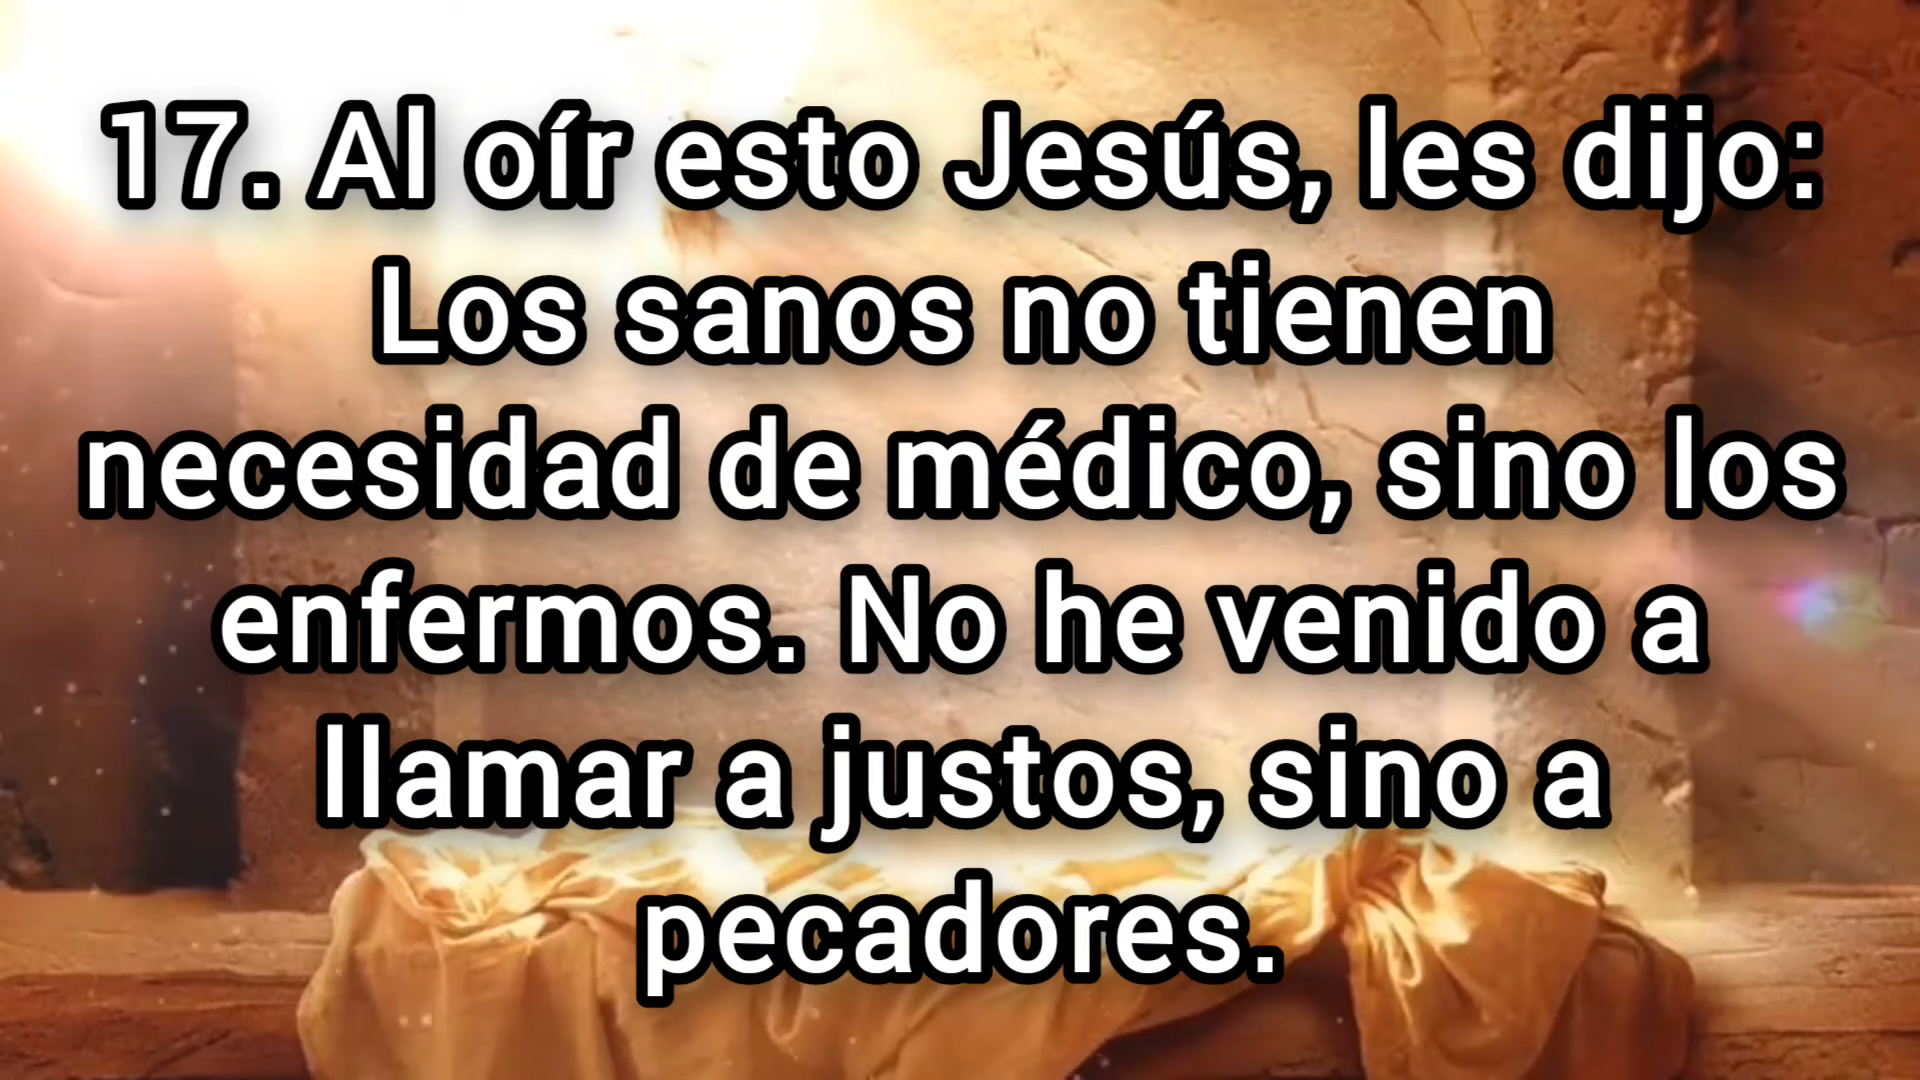 17. Al oír esto Jesús, les dijo:
Los sanos no tienen
necesidad de médico, sino los
enfermos. No he venido a
llamar a justos, sino a
pecadores.